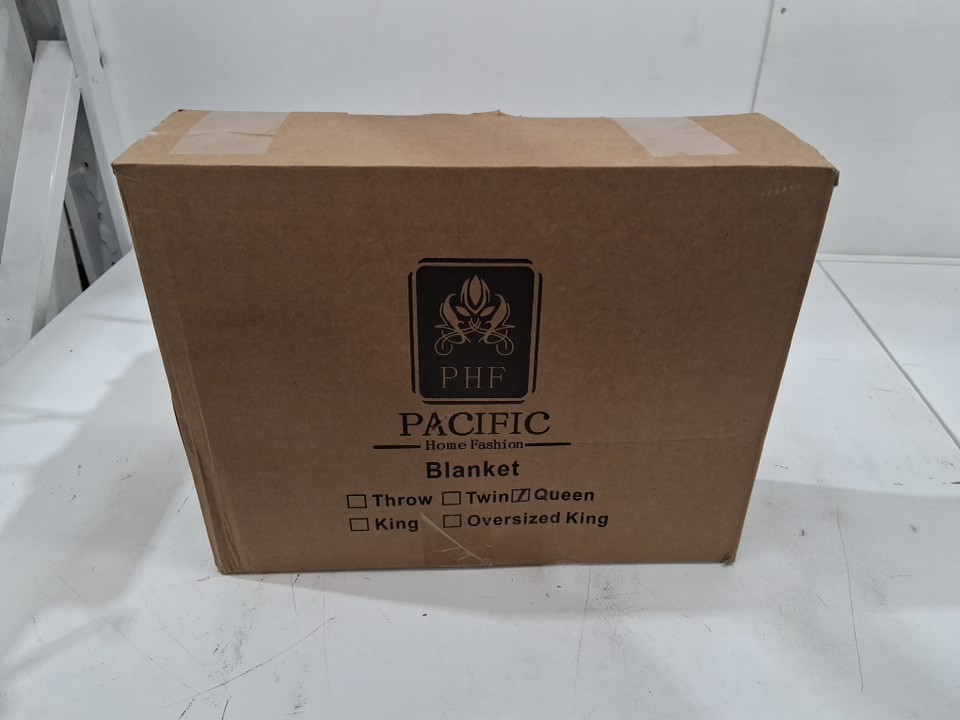 PHF
PACIFIC
Home Fashion
Blanket
Throw Twin Queen
King Oversized King